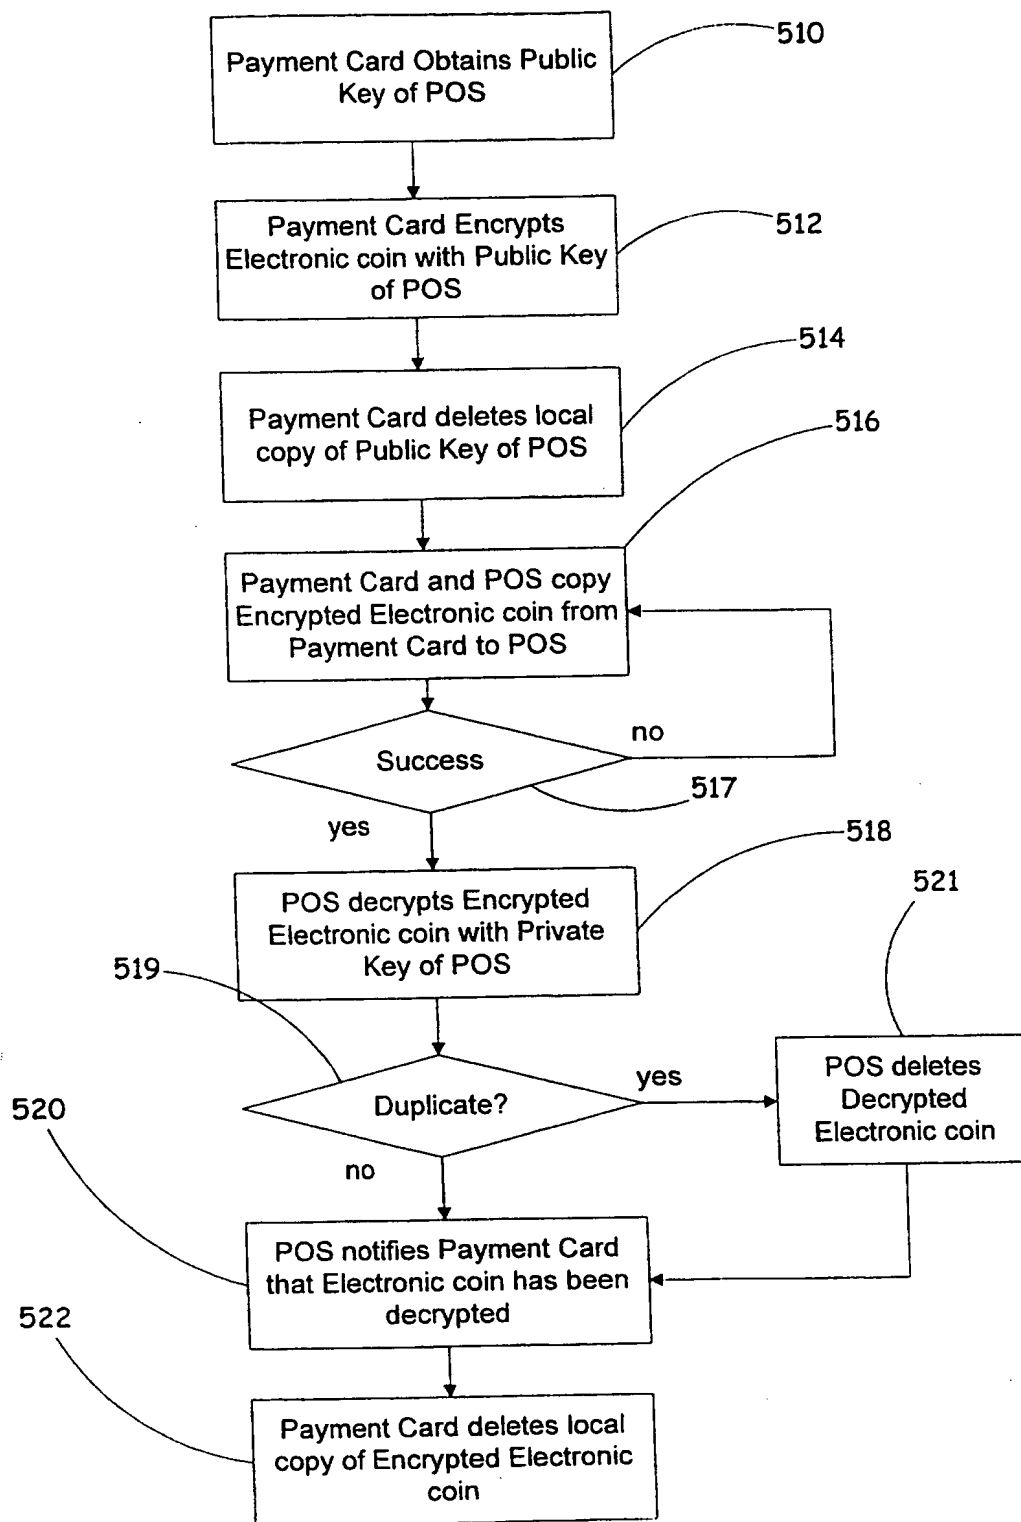 Payment Card Obtains Public
Key of POS
510
Payment Card Encrypts
Electronic coin with Public Key
of POS
512
Payment Card deletes local
copy of Public Key of POS
514
Payment Card and POS copy
Encrypted Electronic coin from
Payment Card to POS
516
Success
no
517
yes
POS decrypts Encrypted
Electronic coin with Private
Key of POS
518
519
Duplicate?
yes
521
POS deletes
Decrypted
Electronic coin
no
520
POS notifies Payment Card
that Electronic coin has been
decrypted
522
Payment Card deletes local
copy of Encrypted Electronic
coin